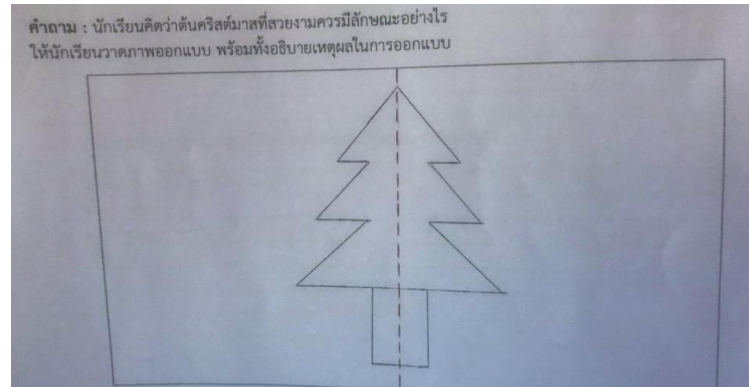 คำถาม : นักเรียนคิดว่าต้นคริสต์มาสที่สวยงามควรมีลักษณะอย่างไร
ให้นักเรียนวาดภาพออกแบบ พร้อมทั้งอธิบายเหตุผลในการออกแบบ